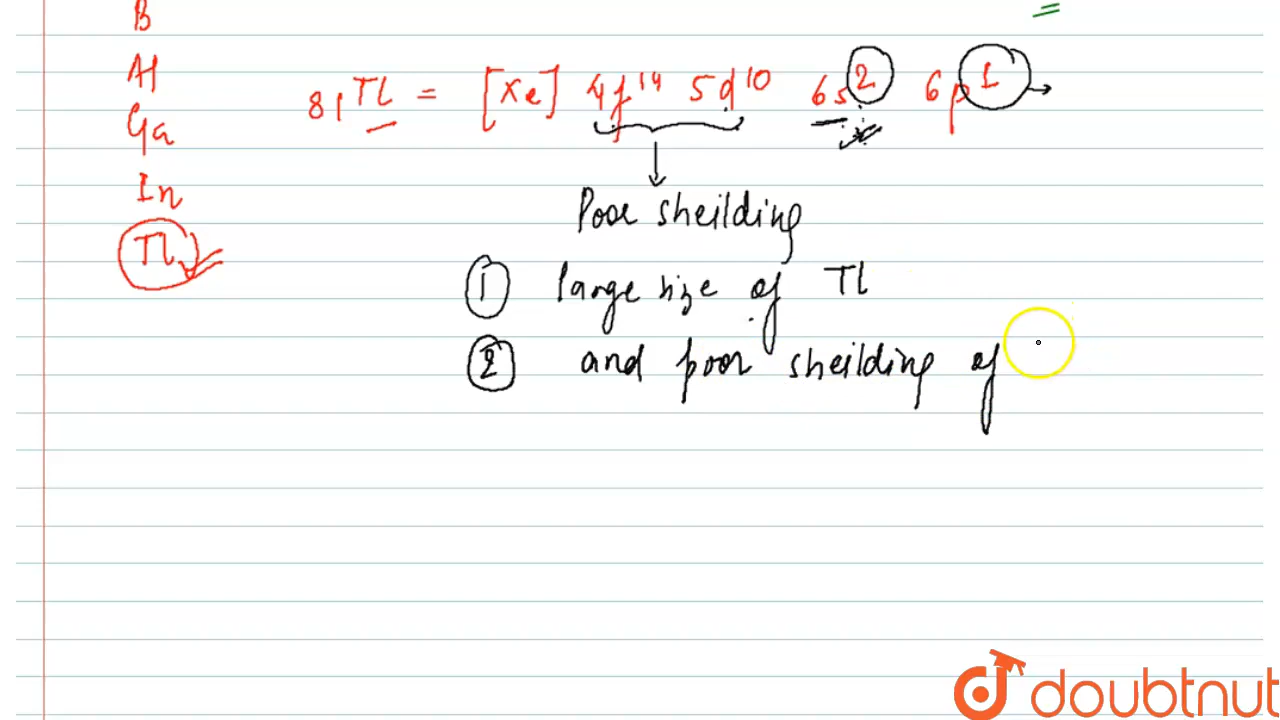 B
Al
Ga
In
Tl
81Tl = [Xe] 4f14 5d10 6s2 6p1
Poor sheilding
1 large size of Tl
2 and poor sheilding of
doubtnut